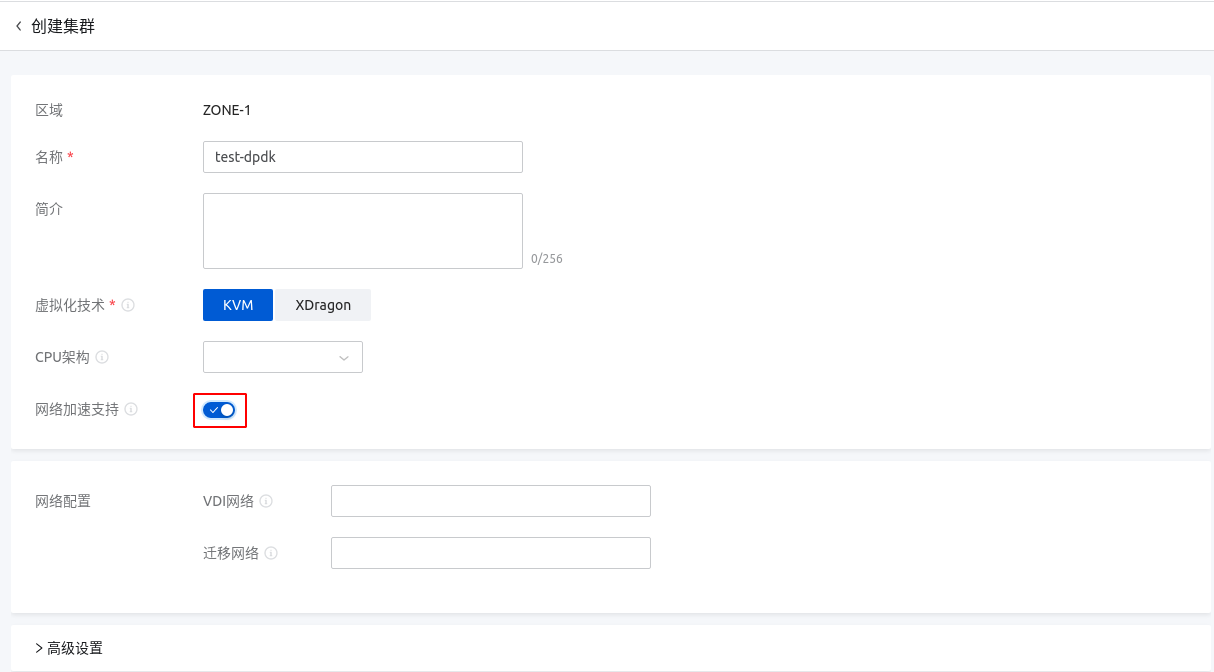 创建集群
区域 ZONE-1
名称 * test-dpdk
简介
0/256
虚拟化技术 * KVM XDragon
CPU架构
网络加速支持
网络配置 VDI网络
迁移网络
高级设置